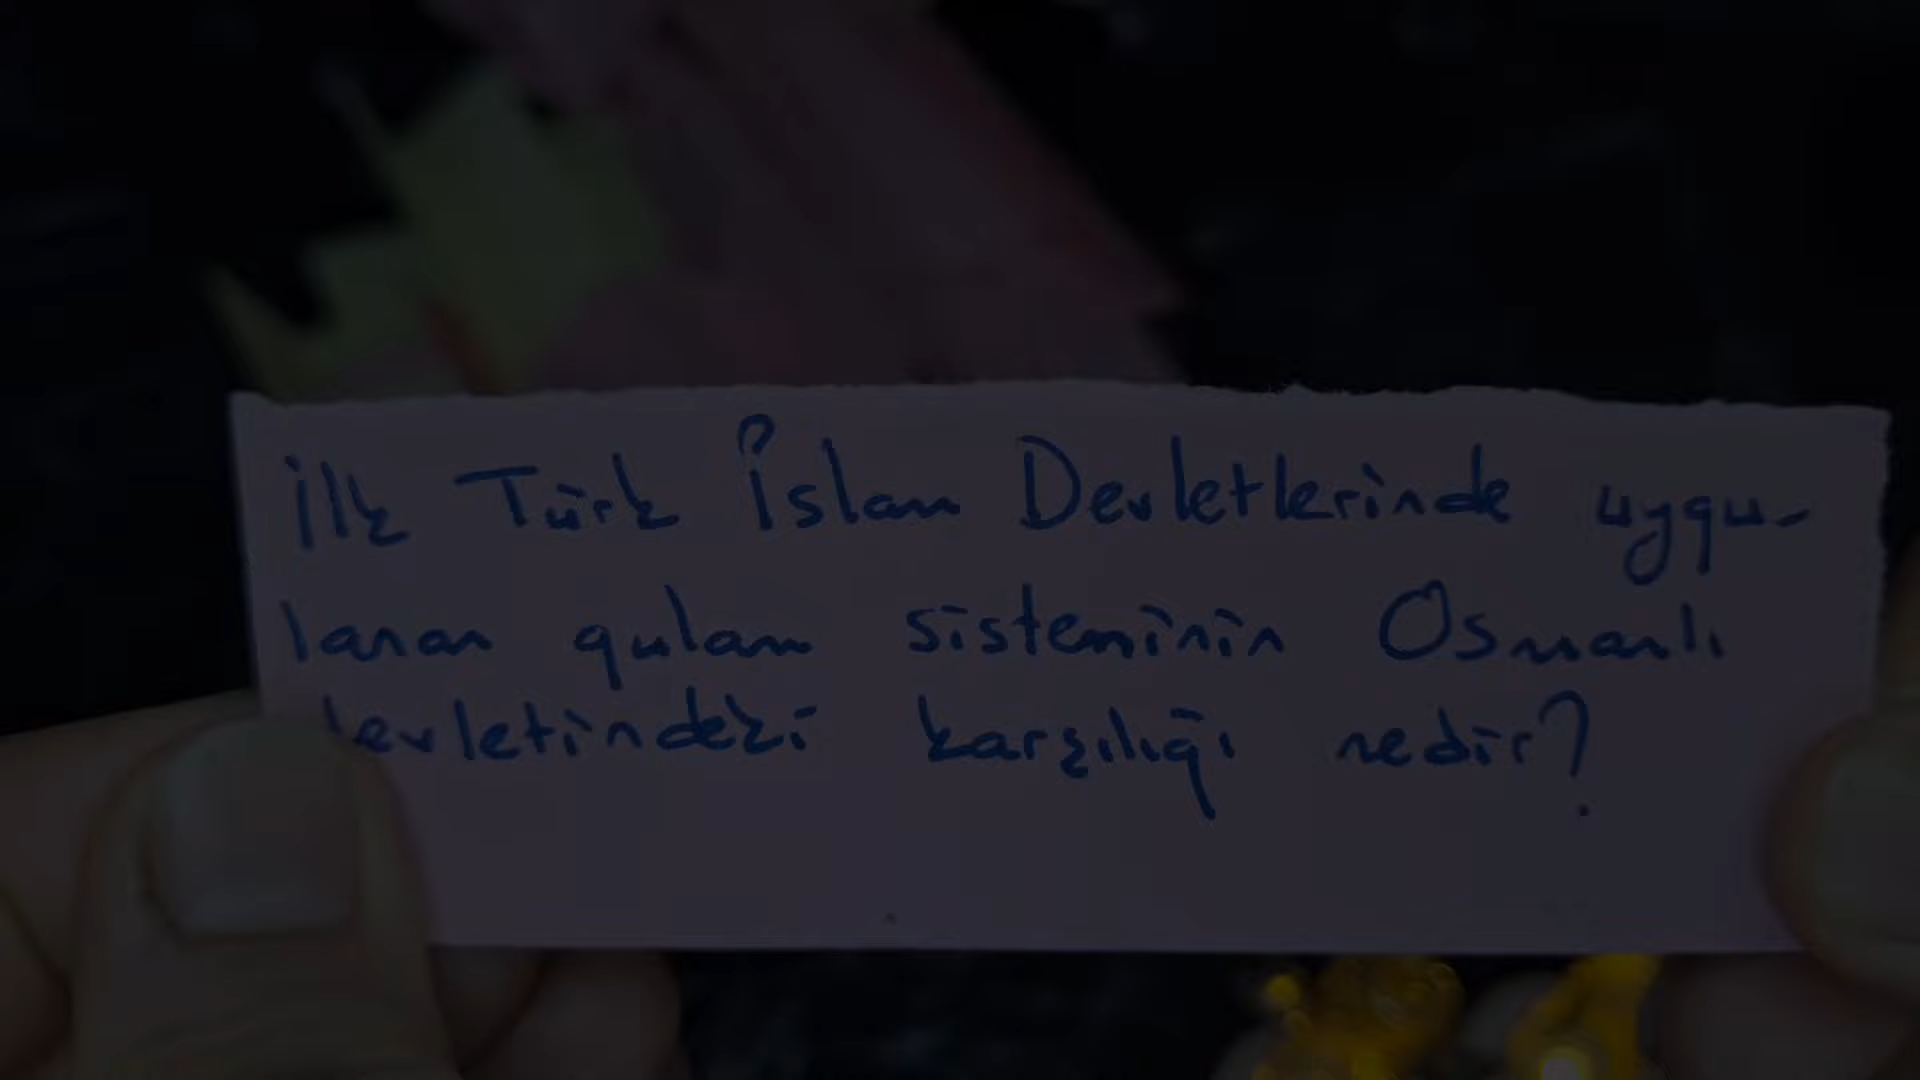 İlk Türk İslam Devletlerinde uygu-
lanan gulam sisteminin Osmanlı
devletindeki karşılığı nedir?